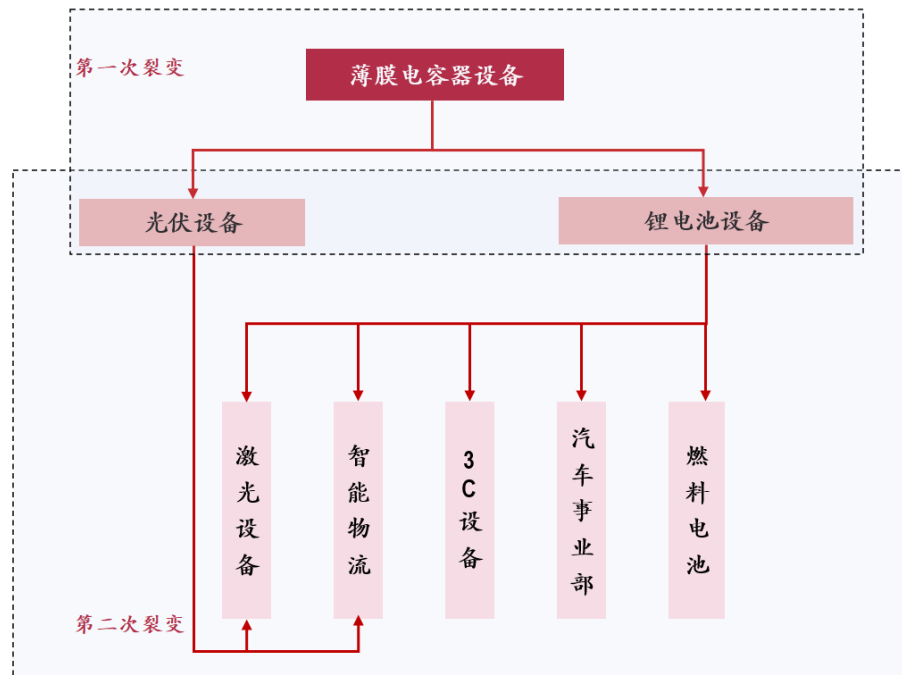 第一次裂变
薄膜电容器设备
光伏设备
锂电池设备
激光设备
智能物流
3C设备
汽车事业部
燃料电池
第二次裂变